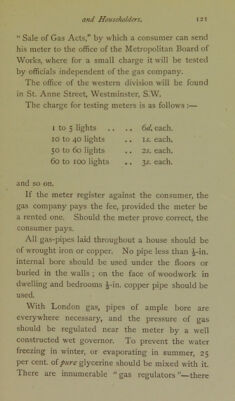 and Householders. 121
“ Sale of Gas Acts,” by which a consumer can send
his meter to the office of the Metropolitan Board of
Works, where for a small charge it will be tested
by officials independent of the gas company.
The office of the western division will be found
in St. Anne Street, Westminster, S.W.
The charge for testing meters is as follows :—
1 to 5 lights .. .. 6d. each.
10 to 40 lights .. 1s. each.
50 to 60 lights .. 2s. each.
60 to 100 lights .. 3s. each.
and so on.
If the meter register against the consumer, the
gas company pays the fee, provided the meter be
a rented one. Should the meter prove correct, the
consumer pays.
All gas-pipes laid throughout a house should be
of wrought iron or copper. No pipe less than
internal bore should be used under the floors or
buried in the walls ; on the face of woodwork in
dwelling and bedrooms copper pipe should be
used.
With London gas, pipes of ample bore are
everywhere necessary, and the pressure of gas
should be regulated near the meter by a well
constructed wet governor. To prevent the water
freezing in winter, or evaporating in summer, 25
per cent. of pure glycerine should be mixed with it.
There are innumerable “ gas regulators ”—there